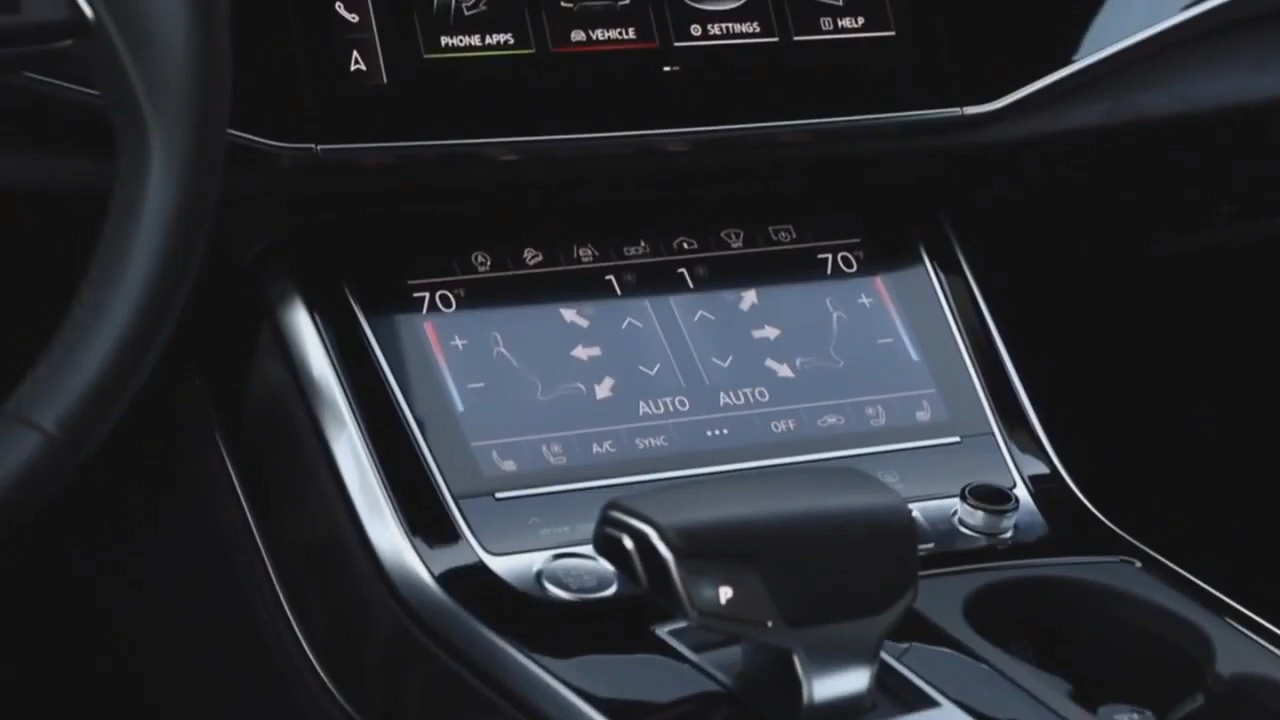 PHONE APPS VEHICLE SETTINGS HELP
70°F 1 1 70°F
AUTO AUTO
A/C SYNC ••• OFF
P